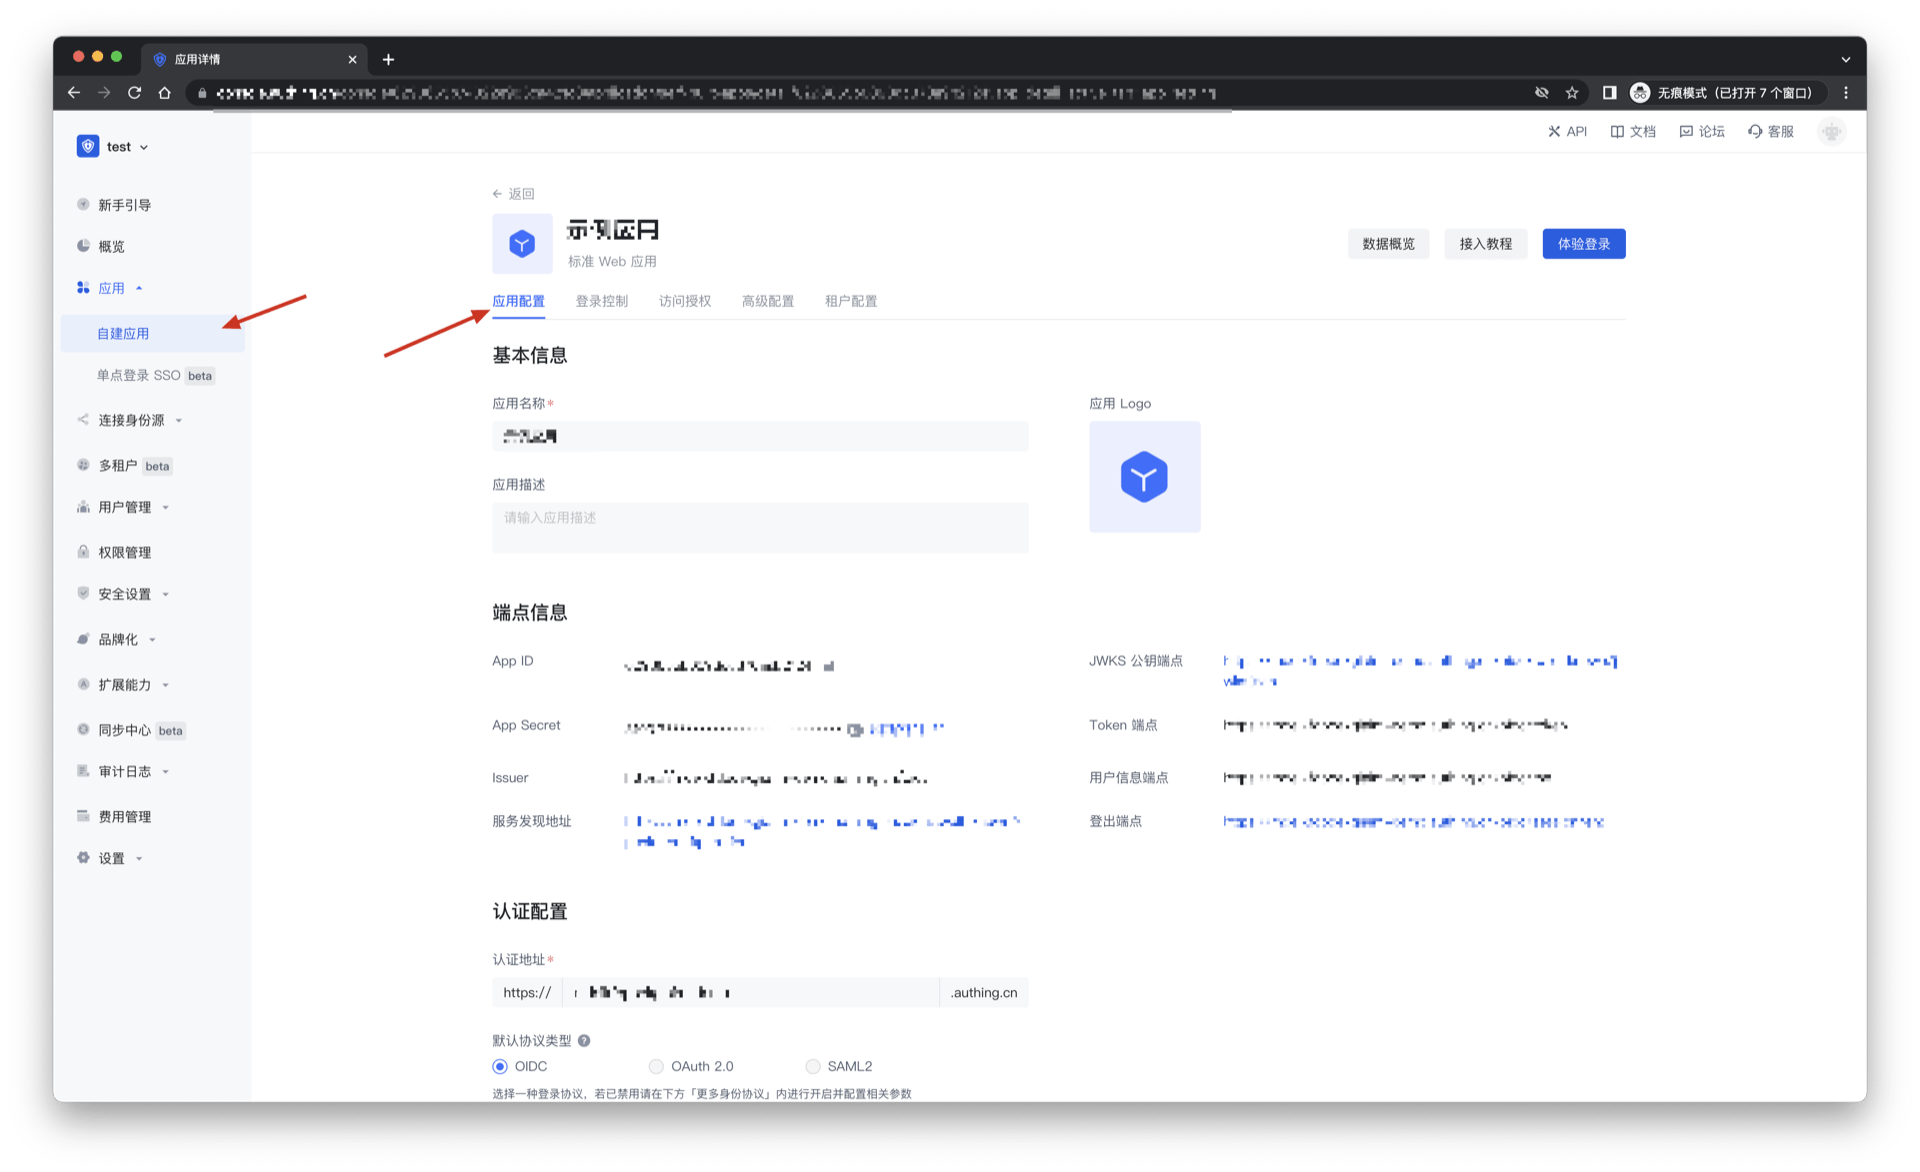 应用详情
无痕模式（已打开 7 个窗口）
test
API
文档
论坛
客服
新手引导
概览
应用
自建应用
单点登录 SSO beta
连接身份源
多租户 beta
用户管理
权限管理
安全设置
品牌化
扩展能力
同步中心 beta
审计日志
费用管理
设置
返回
标准 Web 应用
数据概览
接入教程
体验登录
应用配置
登录控制
访问授权
高级配置
租户配置
基本信息
应用名称*
应用 Logo
应用描述
请输入应用描述
端点信息
App ID
JWKS 公钥端点
App Secret
Token 端点
Issuer
用户信息端点
服务发现地址
登出端点
认证配置
认证地址*
https://
.authing.cn
默认协议类型
OIDC
OAuth 2.0
SAML2
选择一种登录协议，若已禁用请在下方「更多身份协议」内进行开启并配置相关参数